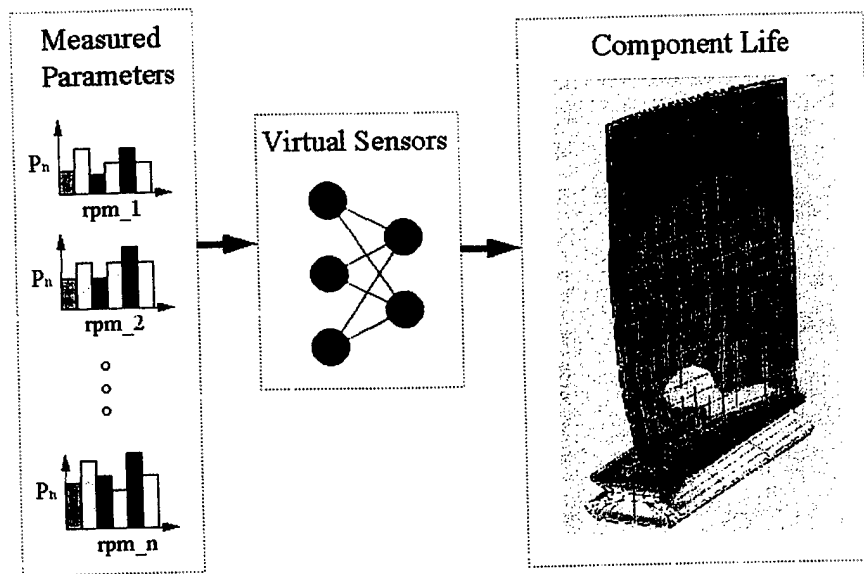 Measured
Parameters
Pn
rpm_1
Pn
rpm_2
Pn
rpm_n
Virtual Sensors
Component Life